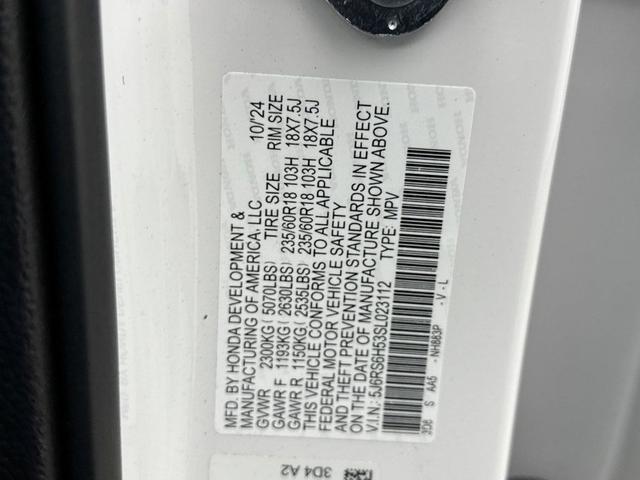 MFD. BY HONDA DEVELOPMENT & 10/'24
MANUFACTURING OF AMERICA, LLC
GVWR 2300KG( 5070LBS) TIRE SIZE RIM SIZE
GAWR F 1193KG( 2630LBS) 235/60R18 103H 18X7.5J
GAWR R 1150KG( 2535LBS) 235/60R18 103H 18X7.5J
THIS VEHICLE CONFORMS TO ALL APPLICABLE
FEDERAL MOTOR VEHICLE SAFETY
AND THEFT PREVENTION STANDARDS IN EFFECT
ON THE DATE OF MANUFACTURE SHOWN ABOVE.
V.I.N.: 5J6RS6H53SL023112 TYPE: MPV
3D6 S AA5 -NH883P -V - L
3D4 A2